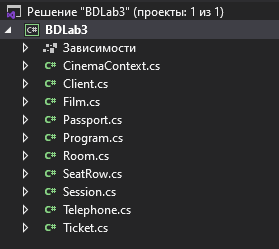 Решение "BDLab3" (проекты: 1 из 1)
C# BDLab3
Зависимости
C# CinemaContext.cs
C# Client.cs
C# Film.cs
C# Passport.cs
C# Program.cs
C# Room.cs
C# SeatRow.cs
C# Session.cs
C# Telephone.cs
C# Ticket.cs